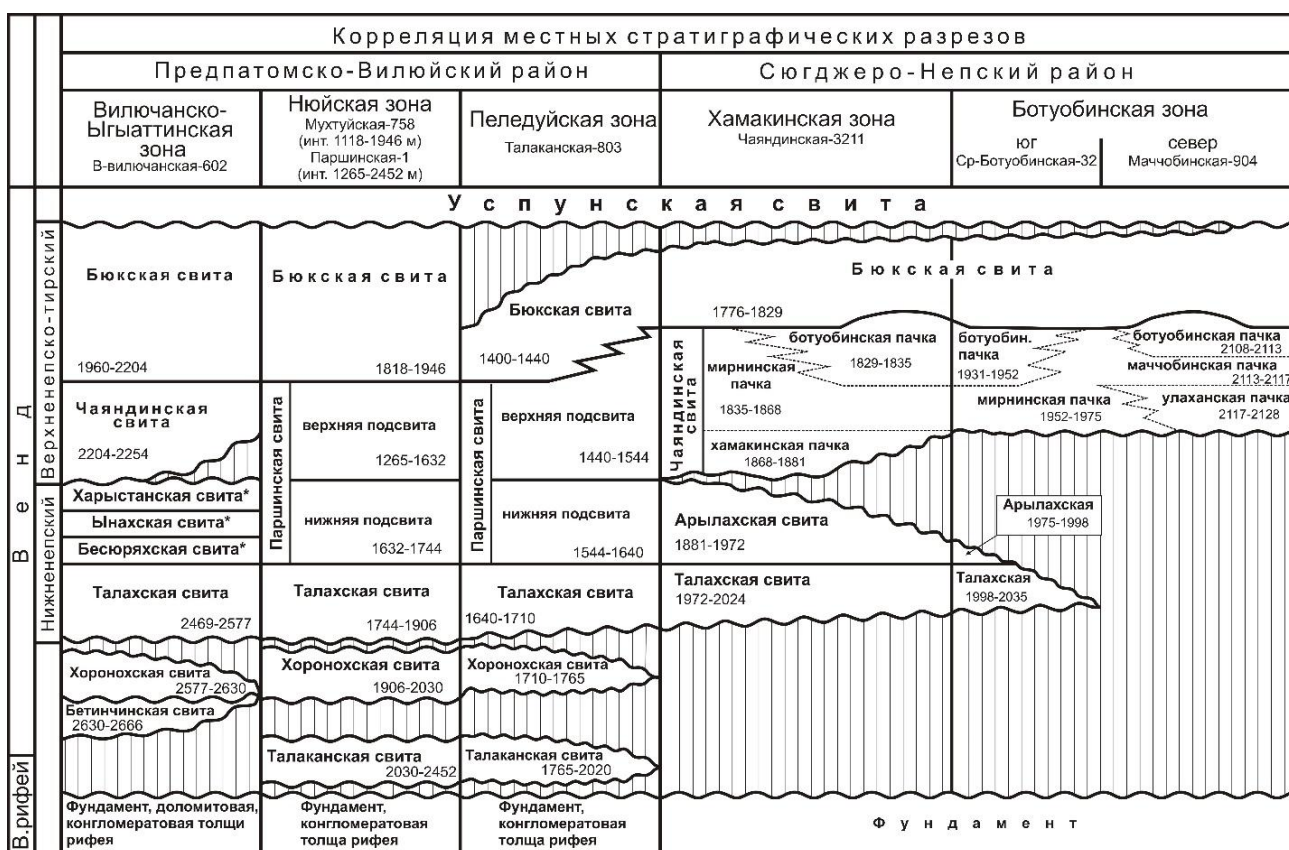 Корреляция местных стратиграфических разрезов
Предпатомско-Вилюйский район
Сюгджеро-Непский район
Вилючанско-
Ыгыаттинская
зона
В-вилючанская-602
Нюйская зона
Мухтуйская-758
(инт. 1118-1946 м)
Паршинская-1
(инт. 1265-2452 м)
Пеледуйская зона
Талаканская-803
Хамакинская зона
Чаяндинская-3211
Ботуобинская зона
юг
Ср-Ботуобинская-32
север
Маччобинская-904
Успунская свита
Венд
В.рифей
Верхненепско-тирский
Нижненепский
Бюкская свита
1960-2204
Чаяндинская
свита
2204-2254
Харыстанская свита*
Ынахская свита*
Бесюряхская свита*
Талахская свита
2469-2577
Хоронохская свита
2577-2630
Бетинчинская свита
2630-2666
Фундамент, доломитовая,
конгломератовая толщи
рифея
Бюкская свита
1818-1946
Паршинская свита
верхняя подсвита
1265-1632
нижняя подсвита
1632-1744
Талахская свита
1744-1906
Хоронохская свита
1906-2030
Талаканская свита
2030-2452
Фундамент,
конгломератовая
толща рифея
Бюкская свита
1400-1440
Паршинская свита
верхняя подсвита
1440-1544
нижняя подсвита
1544-1640
Талахская свита
1640-1710
Хоронохская свита
1710-1765
Талаканская свита
1765-2020
Фундамент,
конгломератовая
толща рифея
Бюкская свита
1776-1829
Чаяндинская
свита
ботуобинская пачка
1829-1835
мирнинская
пачка
1835-1868
хамакинская пачка
1868-1881
Арылахская свита
1881-1972
Талахская свита
1972-2024
ботуобин.
пачка
1931-1952
мирнинская пачка
1952-1975
Арылахская
1975-1998
Талахская
1998-2035
ботуобинская пачка
2108-2113
маччобинская пачка
2113-2117
улаханская пачка
2117-2128
Фундамент